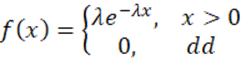 f(x) = { λe^{-λx}, x > 0
0, dd